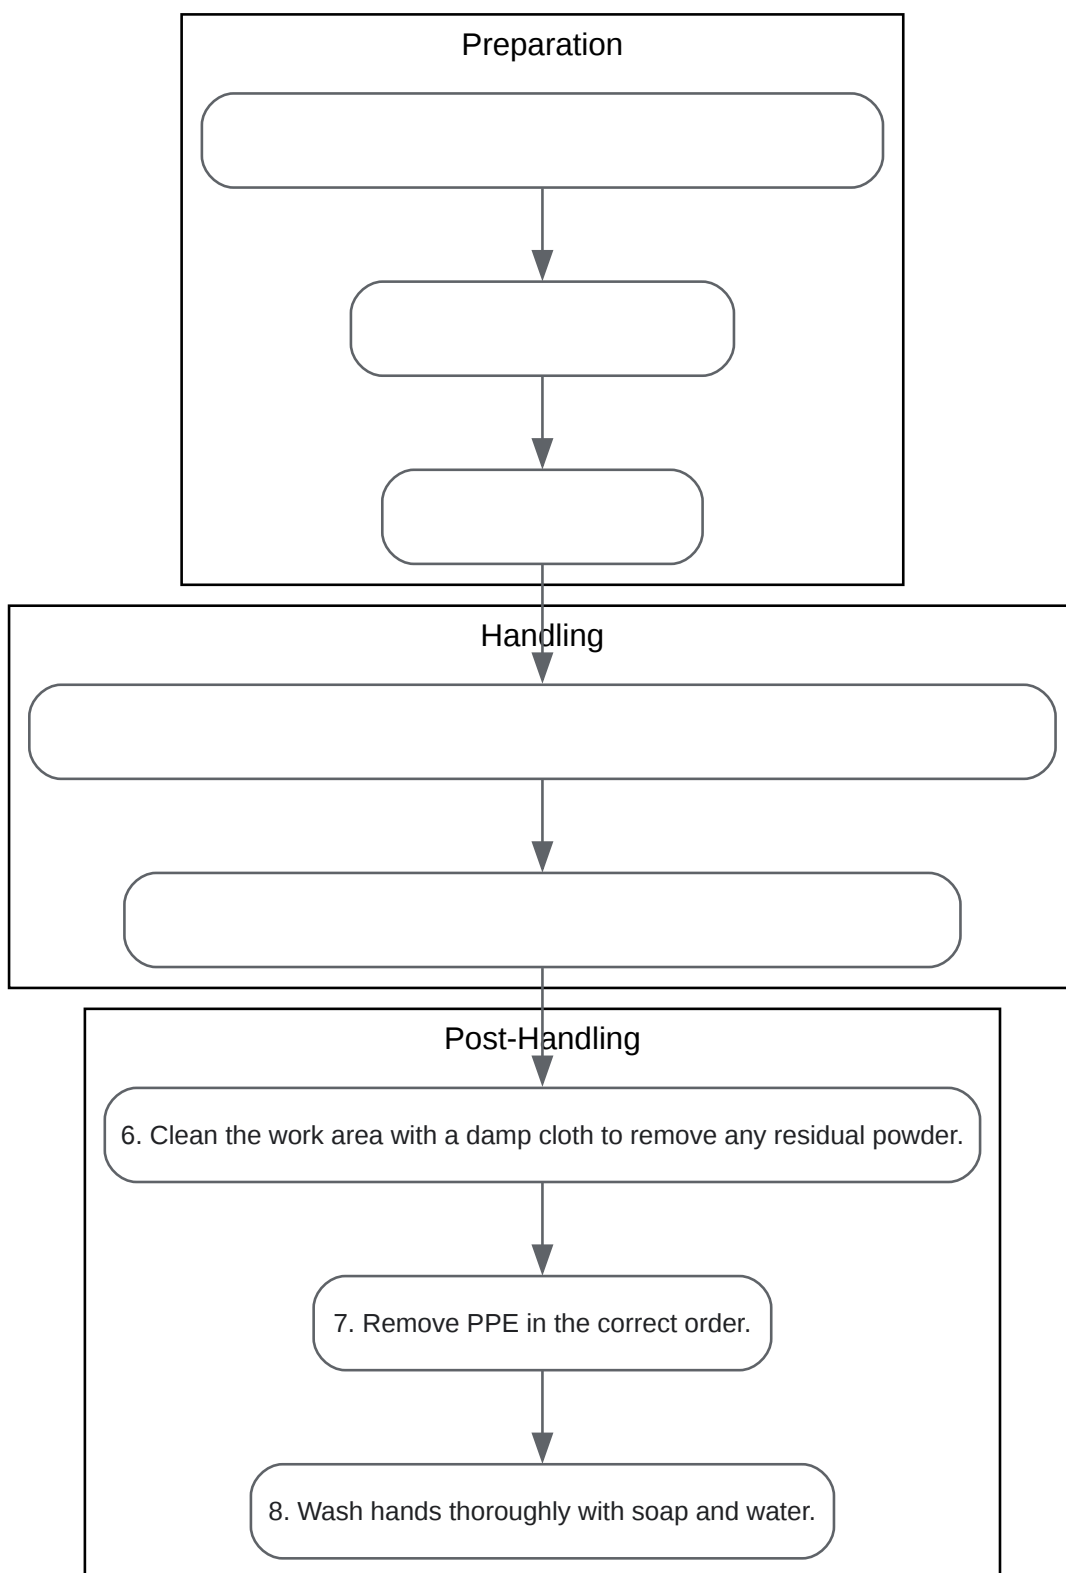 Preparation
Handling
Post-Handling
6. Clean the work area with a damp cloth to remove any residual powder.
7. Remove PPE in the correct order.
8. Wash hands thoroughly with soap and water.